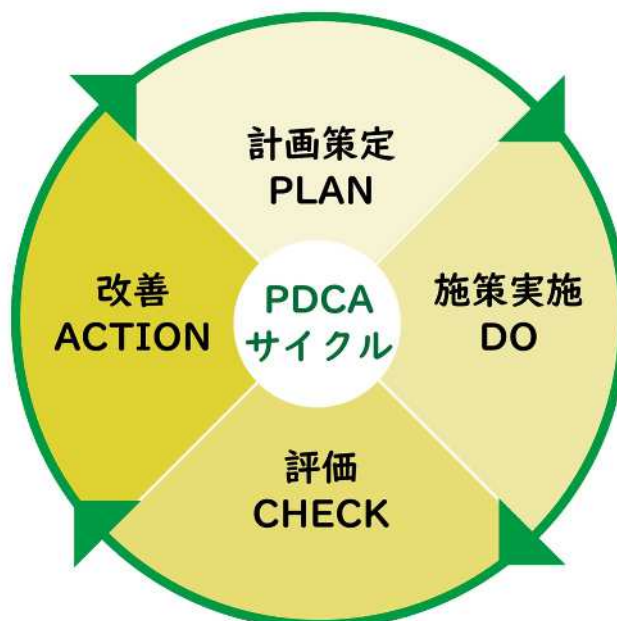 計画策定
PLAN
施策実施
DO
評価
CHECK
改善
ACTION
PDCA
サイクル